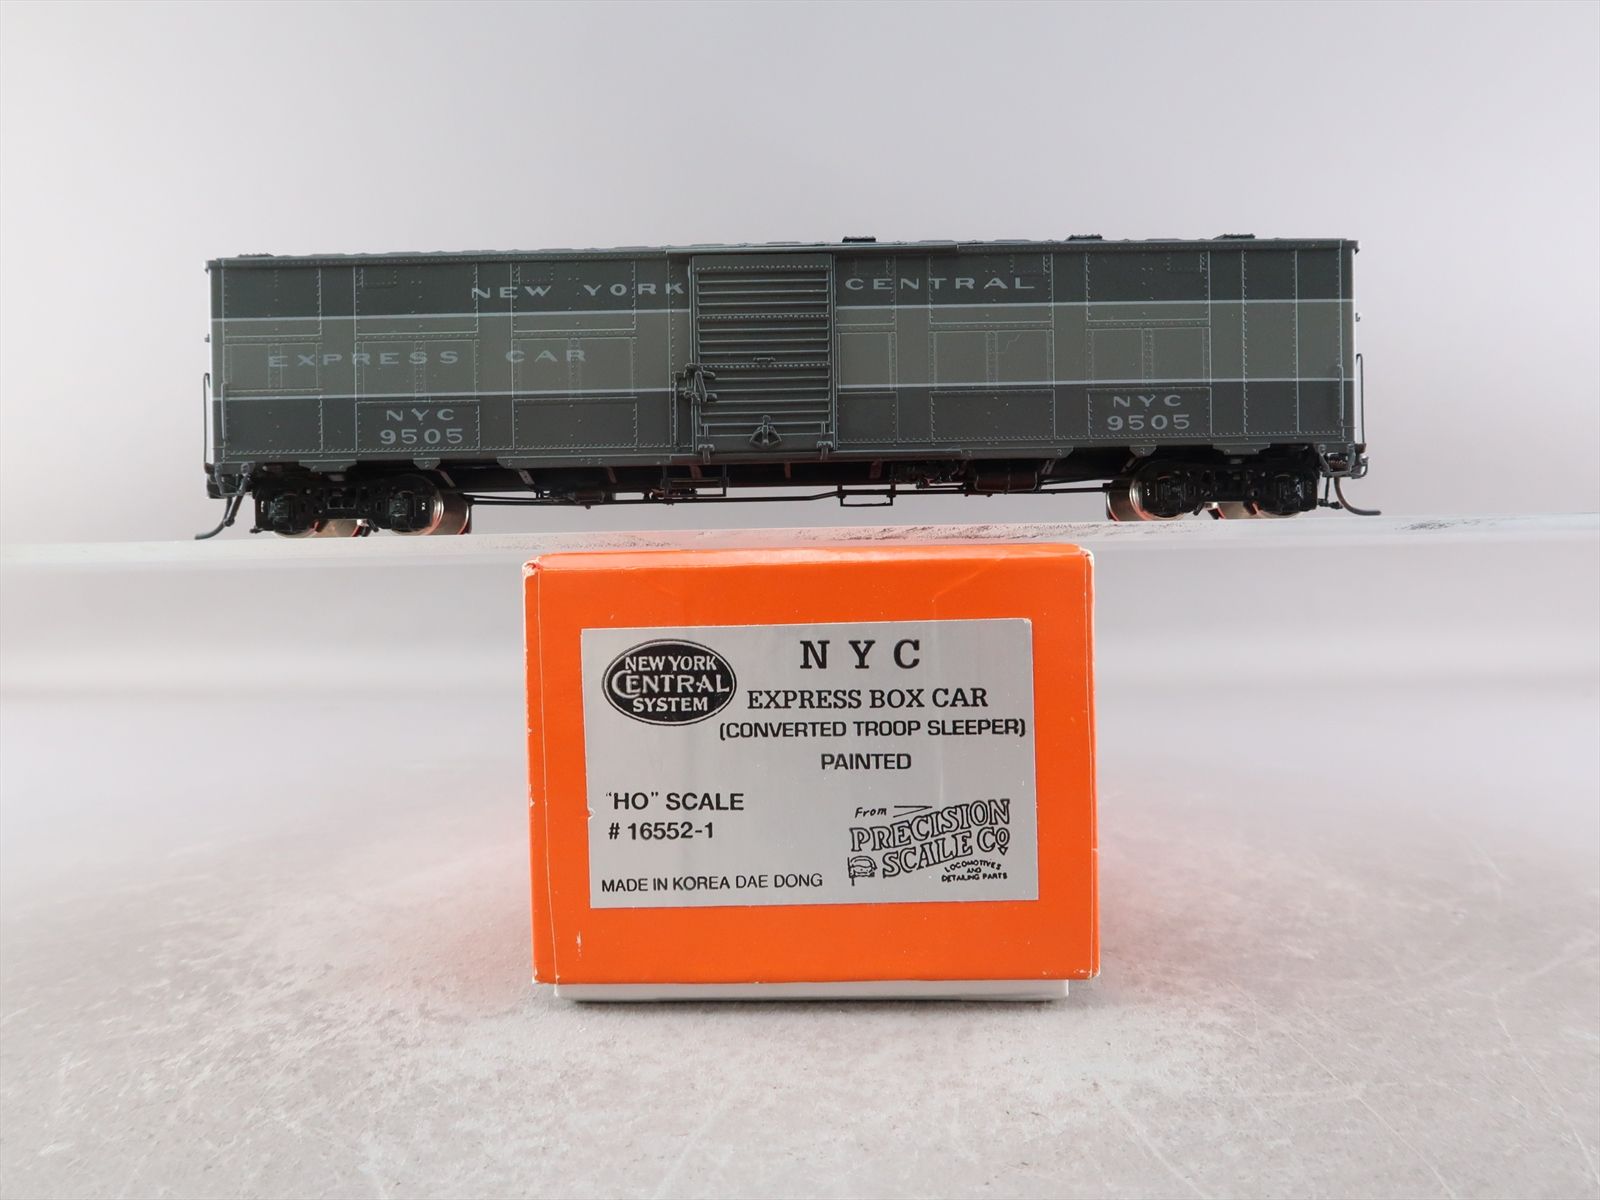 NEW YORK CENTRAL
EXPRESS CAR
NYC
9505
NYC
9505
NEW YORK
CENTRAL
SYSTEM
NYC
EXPRESS BOX CAR
(CONVERTED TROOP SLEEPER)
PAINTED
"HO" SCALE
# 16552-1
From
PRECISION
SCALE CO.
LOCOMOTIVES
AND
DETAILING PARTS
MADE IN KOREA DAE DONG